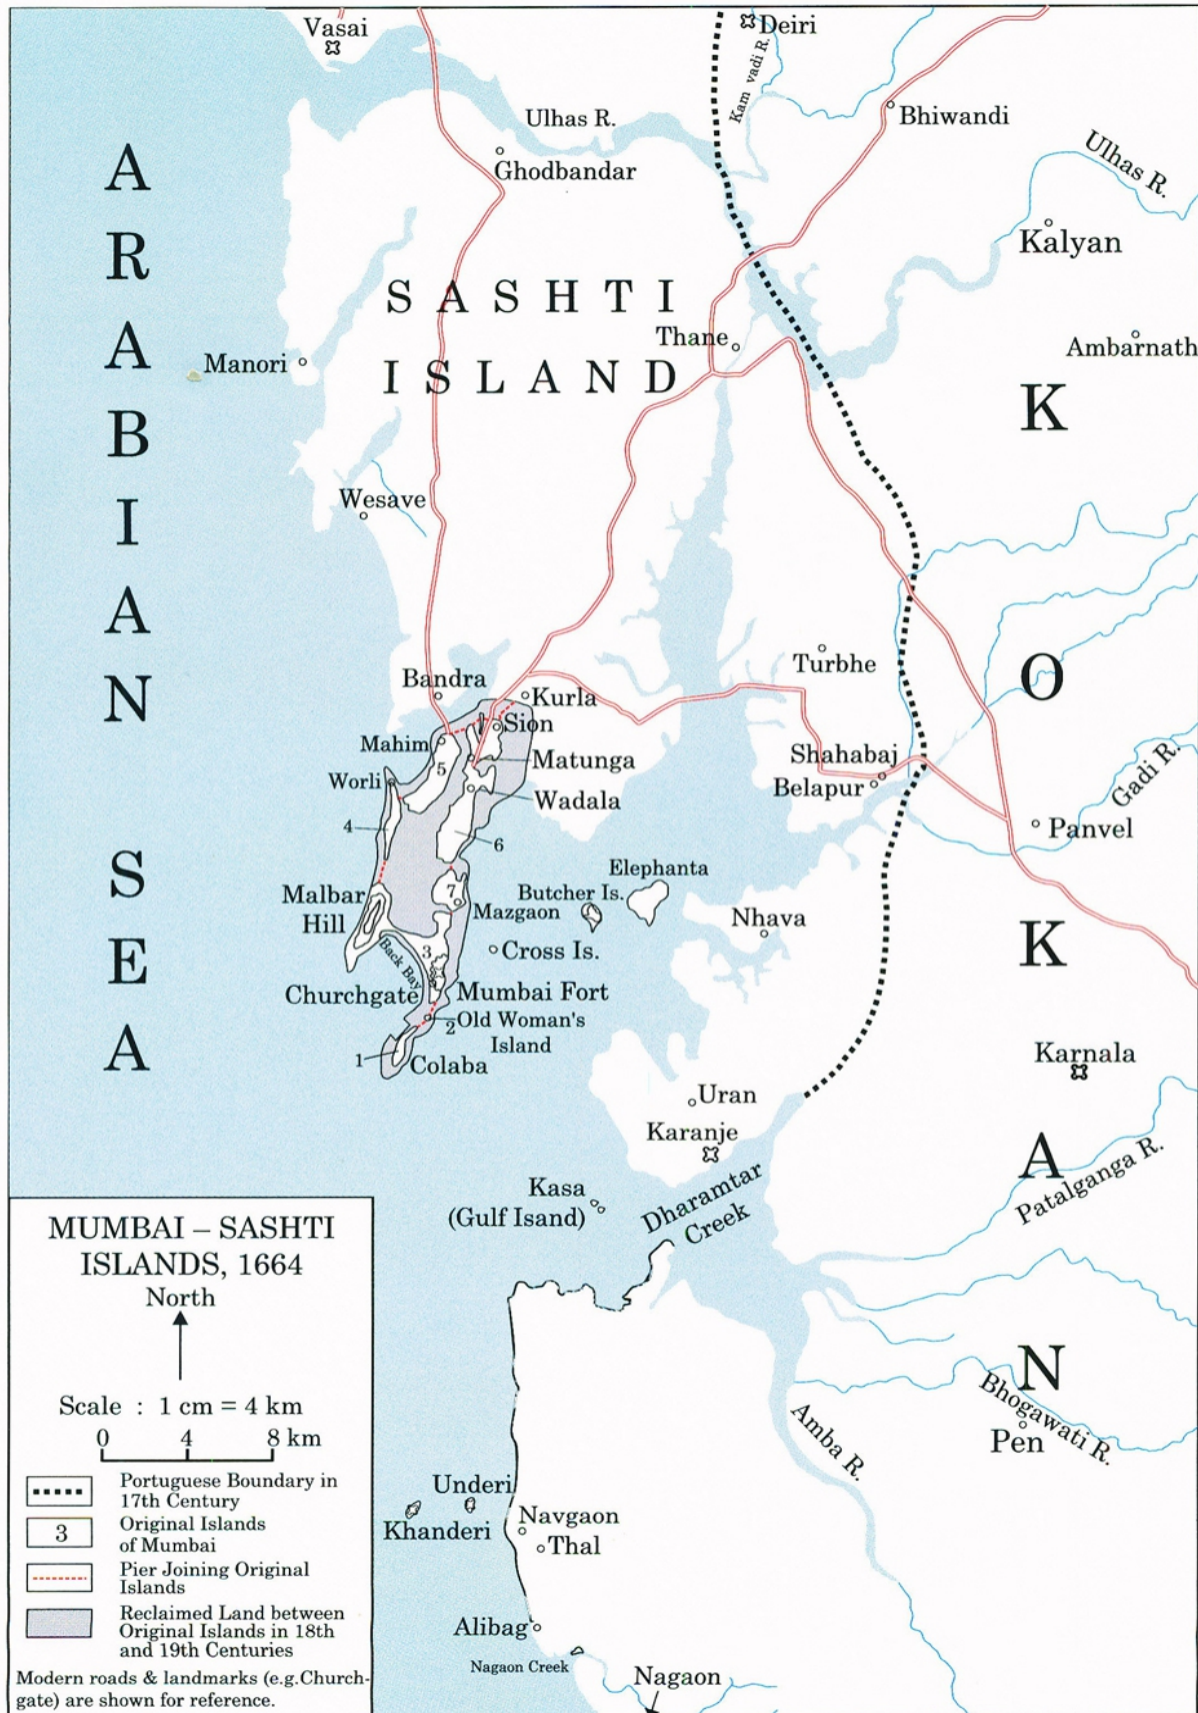 Vasai
Deiri
Kam vadi R.
Bhiwandi
Ulhas R.
Ghodbandar
Ulhas R.
Kalyan
ARABIAN SEA
SASHTI
ISLAND
Thane
Ambarnath
Manori
KOKAN
Wesave
Turbhe
Bandra
Kurla
Sion
Mahim
5
Matunga
Shahabaj
Belapur
Gadi R.
Worli
Wadala
Panvel
4
6
Elephanta
Butcher Is.
Malbar
Hill
7
Mazgaon
Nhava
3
Cross Is.
Back Bay
Churchgate
Mumbai Fort
2
Old Woman's
Island
1
Colaba
Karnala
Uran
Karanje
Patalganga R.
Kasa
(Gulf Isand)
Dharamtar
Creek
MUMBAI – SASHTI
ISLANDS, 1664
North
Scale : 1 cm = 4 km
0 4 8 km
Portuguese Boundary in
17th Century
3
Original Islands
of Mumbai
Pier Joining Original
Islands
Reclaimed Land between
Original Islands in 18th
and 19th Centuries
Modern roads & landmarks (e.g.Church-
gate) are shown for reference.
Bhogawati R.
Pen
Amba R.
Underi
Khanderi
Navgaon
Thal
Alibag
Nagaon Creek
Nagaon